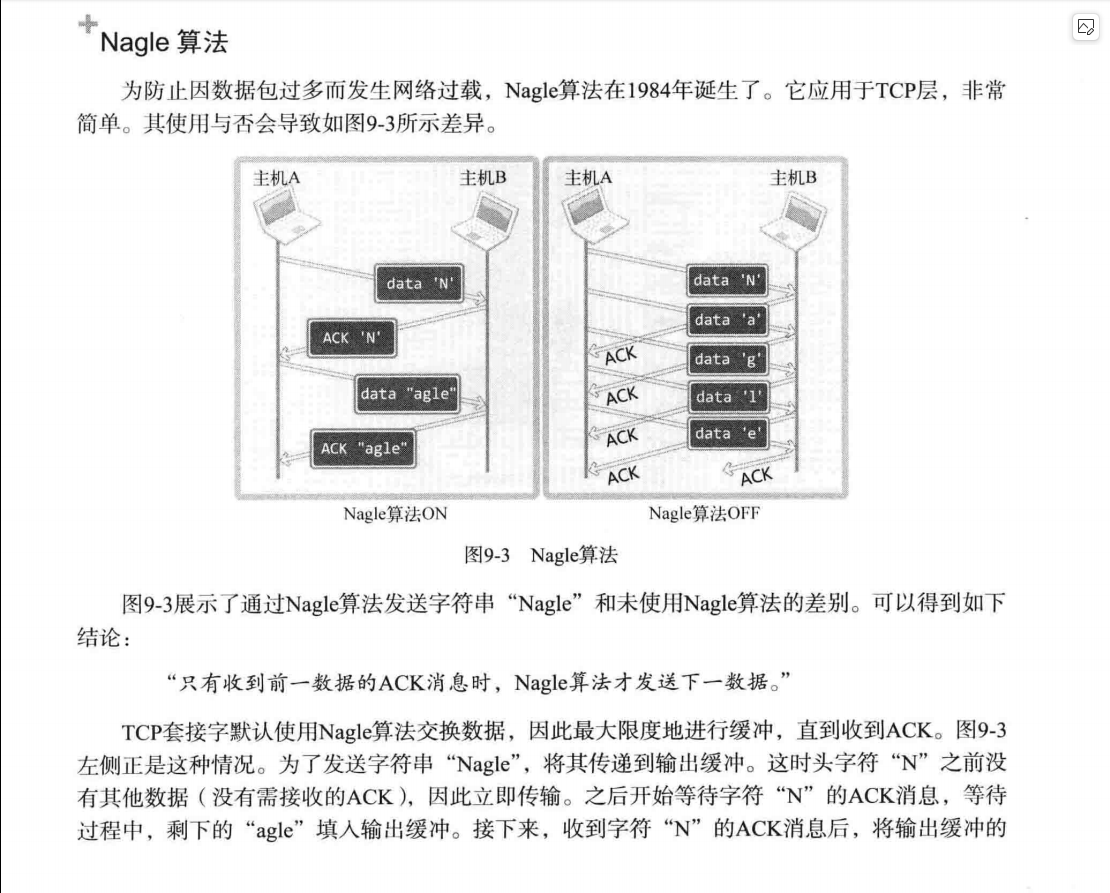 Nagle 算法
为防止因数据包过多而发生网络过载，Nagle算法在1984年诞生了。它应用于TCP层，非常
简单。其使用与否会导致如图9-3所示差异。
主机A
主机B
data 'N'
ACK 'N'
data "agle"
ACK "agle"
Nagle算法ON
主机A
主机B
data 'N'
data 'a'
ACK
data 'g'
ACK
data 'l'
ACK
data 'e'
ACK
ACK
Nagle算法OFF
图9-3 Nagle算法
图9-3展示了通过Nagle算法发送字符串“Nagle”和未使用Nagle算法的差别。可以得到如下
结论：
“只有收到前一数据的ACK消息时，Nagle算法才发送下一数据。”
TCP套接字默认使用Nagle算法交换数据，因此最大限度地进行缓冲，直到收到ACK。图9-3
左侧正是这种情况。为了发送字符串“Nagle”，将其传递到输出缓冲。这时头字符“N”之前没
有其他数据（没有需接收的ACK），因此立即传输。之后开始等待字符“N”的ACK消息，等待
过程中，剩下的“agle”填入输出缓冲。接下来，收到字符“N”的ACK消息后，将输出缓冲的